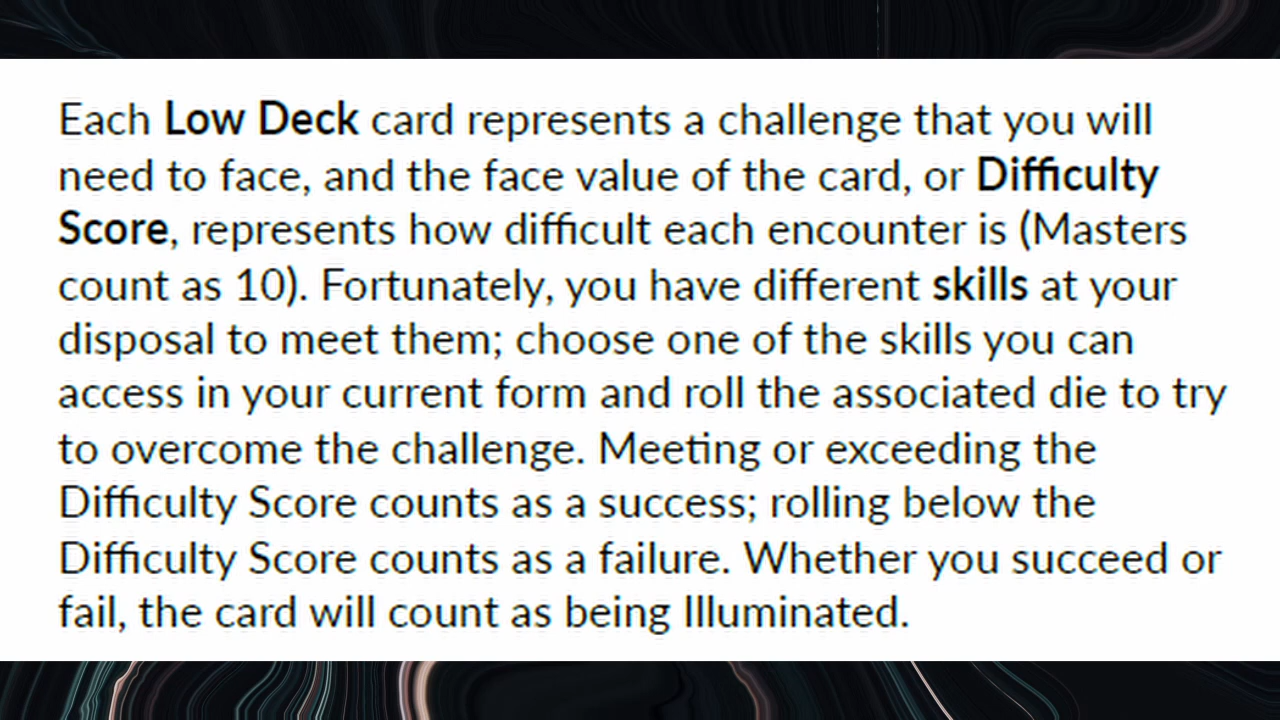 Each Low Deck card represents a challenge that you will
need to face, and the face value of the card, or Difficulty
Score, represents how difficult each encounter is (Masters
count as 10). Fortunately, you have different skills at your
disposal to meet them; choose one of the skills you can
access in your current form and roll the associated die to try
to overcome the challenge. Meeting or exceeding the
Difficulty Score counts as a success; rolling below the
Difficulty Score counts as a failure. Whether you succeed or
fail, the card will count as being Illuminated.